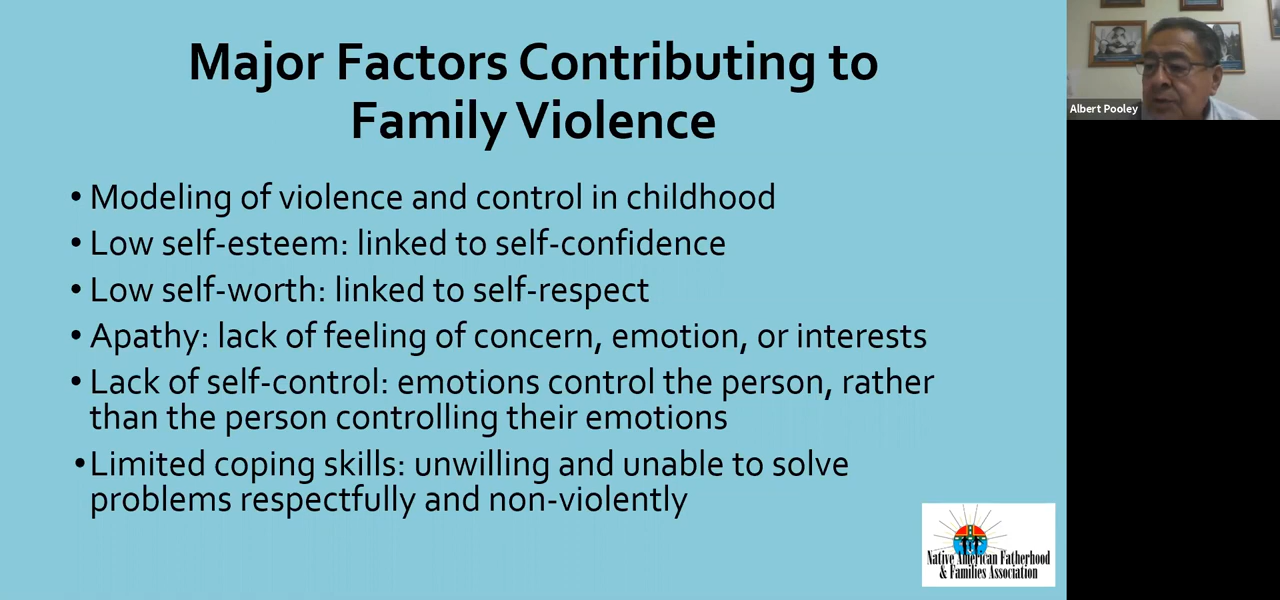 Major Factors Contributing to
Family Violence
• Modeling of violence and control in childhood
• Low self-esteem: linked to self-confidence
• Low self-worth: linked to self-respect
• Apathy: lack of feeling of concern, emotion, or interests
• Lack of self-control: emotions control the person, rather
than the person controlling their emotions
• Limited coping skills: unwilling and unable to solve
problems respectfully and non-violently
Native American Fatherhood
& Families Association
Albert Pooley